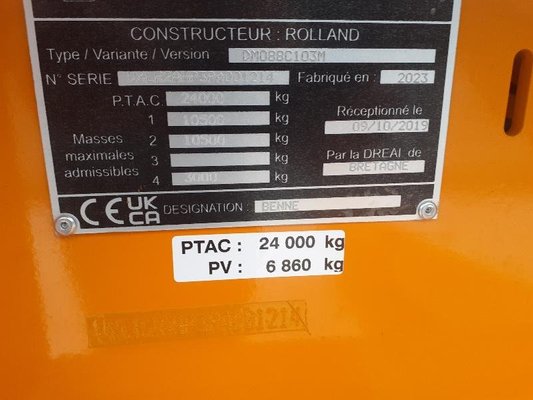 CONSTRUCTEUR : ROLLAND
Type / Variante / Version DM088C103M
N° SERIE
Fabriqué en : 2023
P.T.A.C. 24000 kg
1 10500 kg
Masses 2 10500 kg
maximales 3 kg
admissibles 4 3000 kg
Réceptionné le
09/10/2019
Par la DREAL de
BRETAGNE
CE UK CA DESIGNATION : BENNE
PTAC : 24 000 kg
PV : 6 860 kg